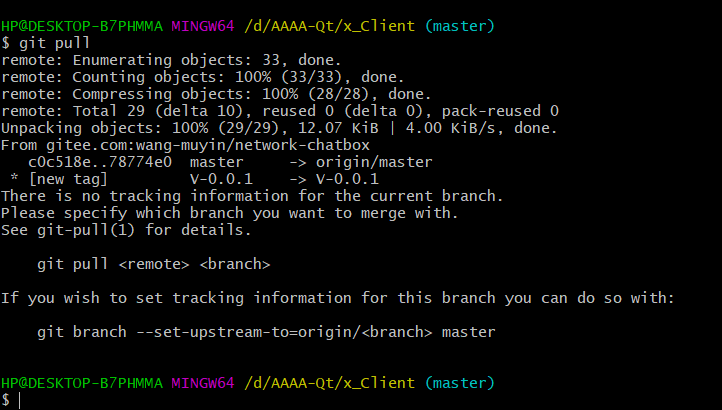 HP@DESKTOP-B7PHMMA MINGW64 /d/AAAA-Qt/x_Client (master)
$ git pull
remote: Enumerating objects: 33, done.
remote: Counting objects: 100% (33/33), done.
remote: Compressing objects: 100% (28/28), done.
remote: Total 29 (delta 10), reused 0 (delta 0), pack-reused 0
Unpacking objects: 100% (29/29), 12.07 KiB | 4.00 KiB/s, done.
From gitee.com:wang-muyin/network-chatbox
   c0c518e..78774e0  master     -> origin/master
 * [new tag]         V-0.0.1    -> V-0.0.1
There is no tracking information for the current branch.
Please specify which branch you want to merge with.
See git-pull(1) for details.

    git pull <remote> <branch>

If you wish to set tracking information for this branch you can do so with:

    git branch --set-upstream-to=origin/<branch> master

HP@DESKTOP-B7PHMMA MINGW64 /d/AAAA-Qt/x_Client (master)
$